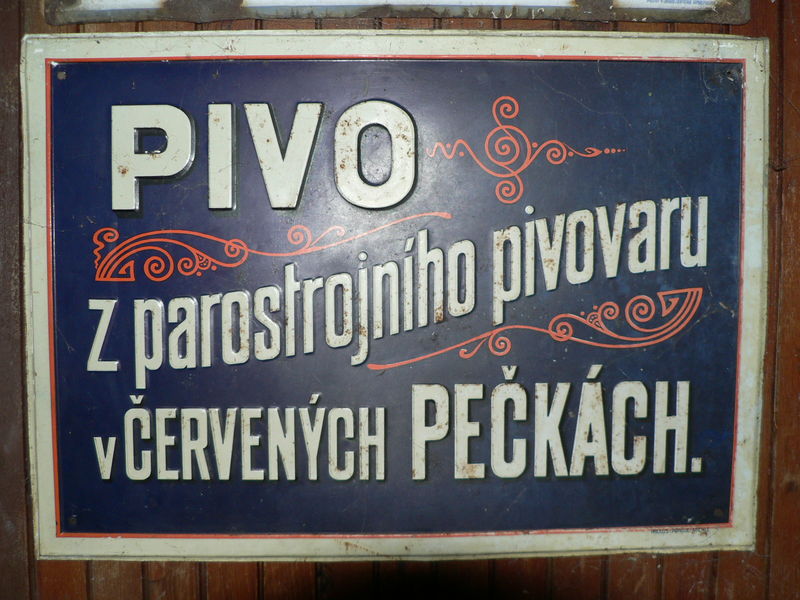 PIVO
z parostrojního pivovaru
v ČERVENÝCH PEČKÁCH.